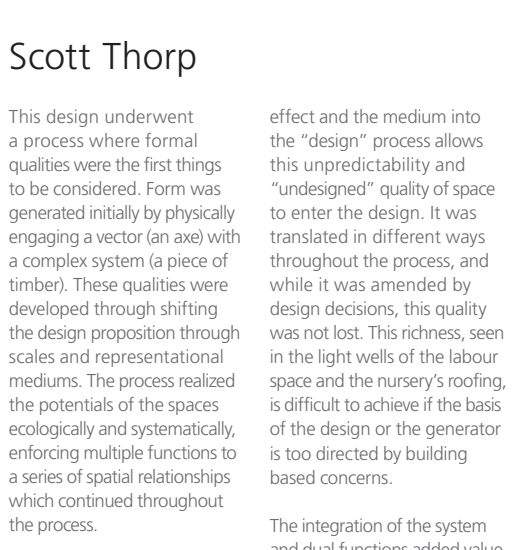 Scott Thorp
This design underwent
a process where formal
qualities were the first things
to be considered. Form was
generated initially by physically
engaging a vector (an axe) with
a complex system (a piece of
timber). These qualities were
developed through shifting
the design proposition through
scales and representational
mediums. The process realized
the potentials of the spaces
ecologically and systematically,
enforcing multiple functions to
a series of spatial relationships
which continued throughout
the process.
effect and the medium into
the “design” process allows
this unpredictability and
“undesigned” quality of space
to enter the design. It was
translated in different ways
throughout the process, and
while it was amended by
design decisions, this quality
was not lost. This richness, seen
in the light wells of the labour
space and the nursery’s roofing,
is difficult to achieve if the basis
of the design or the generator
is too directed by building
based concerns.
The integration of the system
and dual functions added value